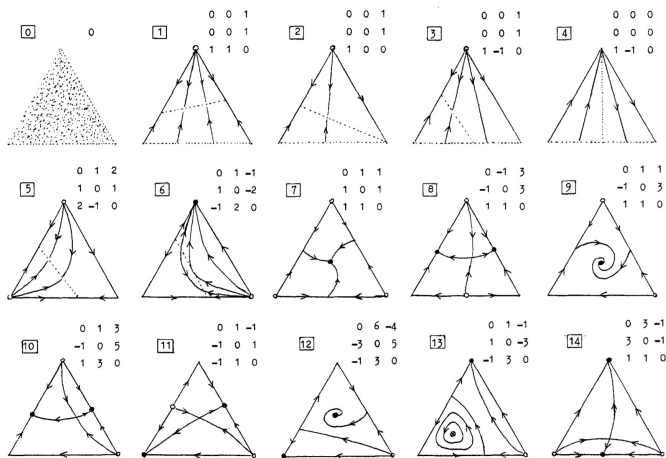 0 0
1 0 0 1
0 0 1
1 1 0
2 0 0 1
0 0 1
1 0 0
3 0 0 1
0 0 1
1 -1 0
4 0 0 0
0 0 0
1 -1 0
5 0 1 2
1 0 1
2 -1 0
6 0 1 -1
1 0 -2
-1 2 0
7 0 1 1
1 0 1
1 1 0
8 0 -1 3
-1 0 3
1 1 0
9 0 1 1
-1 0 3
1 1 0
10 0 1 3
-1 0 5
1 3 0
11 0 1 -1
-1 0 1
-1 1 0
12 0 6 -4
-3 0 5
-1 3 0
13 0 1 -1
1 0 -3
-1 3 0
14 0 3 -1
3 0 -1
1 1 0